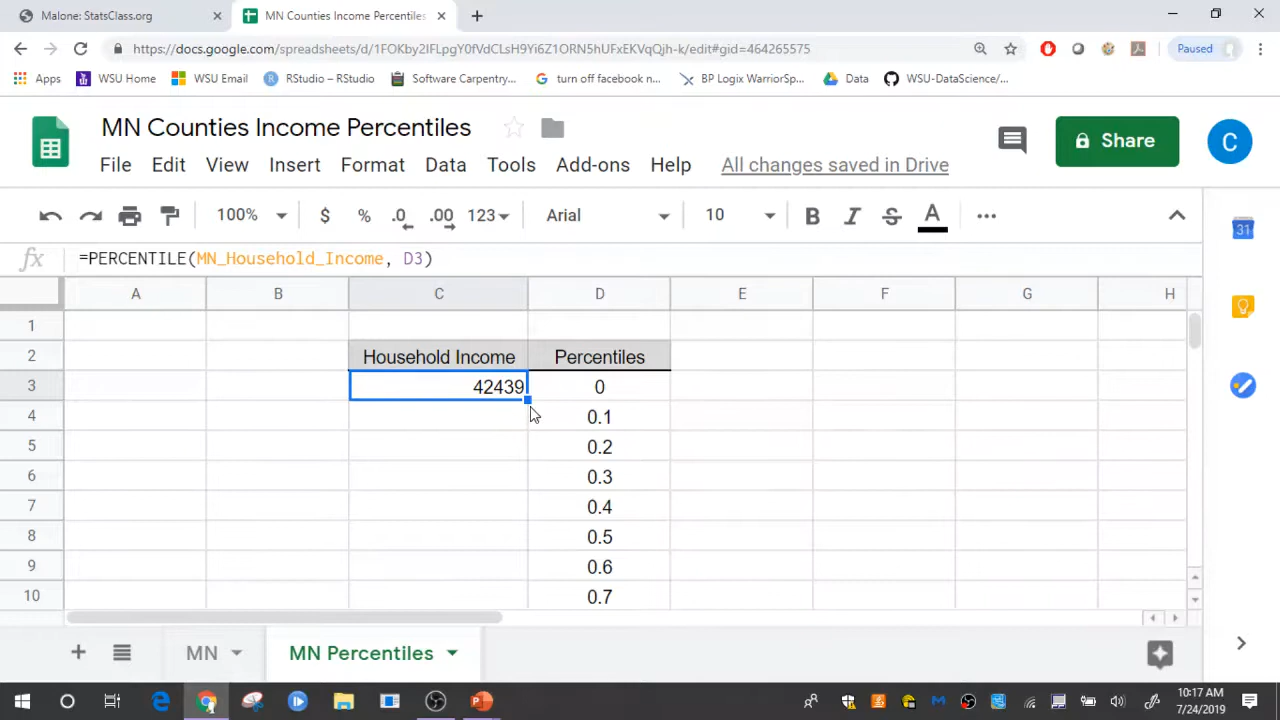 Malone: StatsClass.org
MN Counties Income Percentiles
https://docs.google.com/spreadsheets/d/1FOKby2IFLpgY0fVdCLsH9Yi6Z1ORN5hUFxEKVqQjh-k/edit#gid=464265575
Paused
Apps WSU Home WSU Email RStudio – RStudio Software Carpentry... turn off facebook n... BP Logix WarriorSp... Data WSU-DataScience/...
MN Counties Income Percentiles
Share
C
File Edit View Insert Format Data Tools Add-ons Help All changes saved in Drive
100% $ % .0 .00 123 Arial 10 B I S A
fx =PERCENTILE(MN_Household_Income, D3)
31
A B C D E F G H
1
2 Household Income Percentiles
3 42439 0
4 0.1
5 0.2
6 0.3
7 0.4
8 0.5
9 0.6
10 0.7
MN MN Percentiles
10:17 AM
7/24/2019